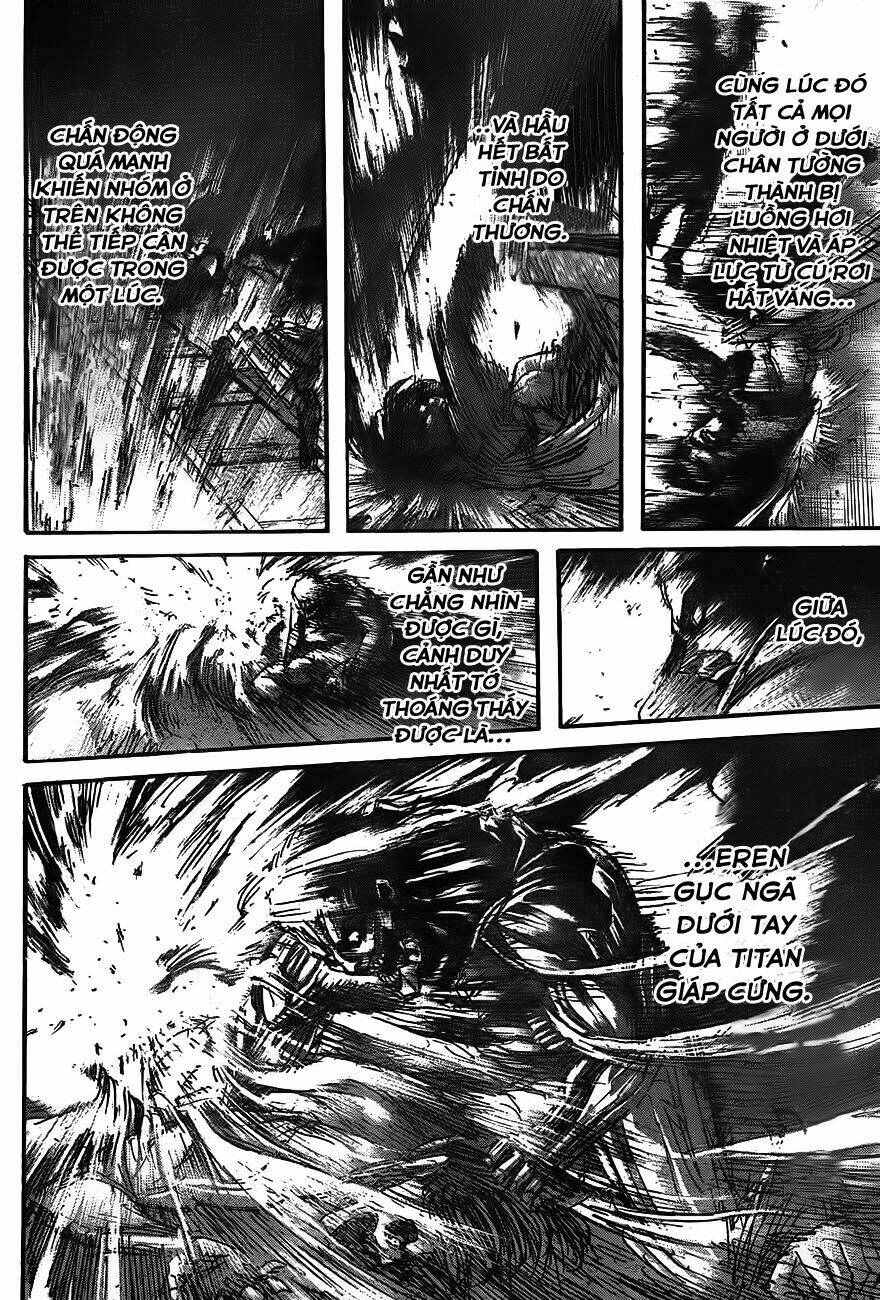 CÙNG LÚC ĐÓ
TẤT CẢ MỌI
NGƯỜI Ở DƯỚI
CHÂN TƯỜNG
THÀNH BỊ
LUỒNG HƠI
NHIỆT VÀ ÁP
LỰC TỪ CÚ RƠI
HẤT VĂNG...
..VÀ HẦU
HẾT BẤT
TỈNH DO
CHẤN
THƯƠNG.
CHẤN ĐỘNG
QUÁ MẠNH
KHIẾN NHÓM Ở
TRÊN KHÔNG
THỂ TIẾP CẬN
ĐƯỢC TRONG
MỘT LÚC.
GIỮA
LÚC ĐÓ,
GẦN NHƯ
CHẲNG NHÌN
ĐƯỢC GÌ,
CẢNH DUY
NHẤT TỚ
THOÁNG THẤY
ĐƯỢC LÀ...
...EREN
GỤC NGÃ
DƯỚI TAY
CỦA TITAN
GIÁP CỨNG.